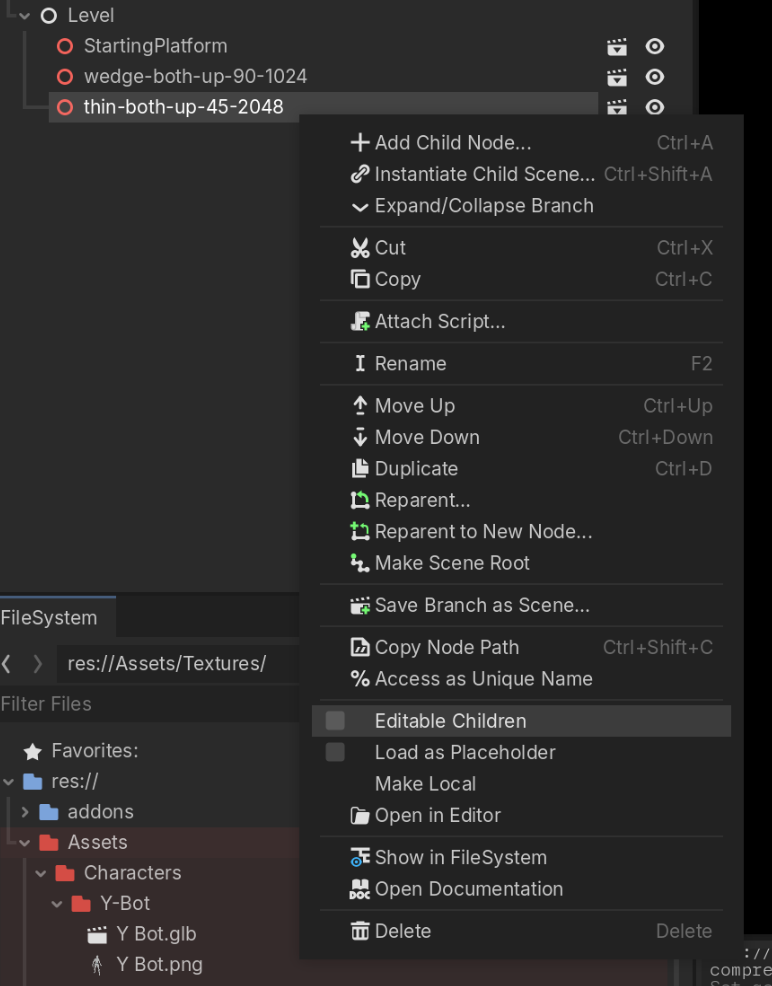 Level
StartingPlatform
wedge-both-up-90-1024
thin-both-up-45-2048
Add Child Node... Ctrl+A
Instantiate Child Scene... Ctrl+Shift+A
Expand/Collapse Branch
Cut Ctrl+X
Copy Ctrl+C
Attach Script...
Rename F2
Move Up Ctrl+Up
Move Down Ctrl+Down
Duplicate Ctrl+D
Reparent...
Reparent to New Node...
Make Scene Root
Save Branch as Scene...
Copy Node Path Ctrl+Shift+C
% Access as Unique Name
Editable Children
Load as Placeholder
Make Local
Open in Editor
Show in FileSystem
DOC Open Documentation
Delete Delete
FileSystem
res://Assets/Textures/
Filter Files
Favorites:
res://
addons
Assets
Characters
Y-Bot
Y Bot.glb
Y Bot.png
://
compre